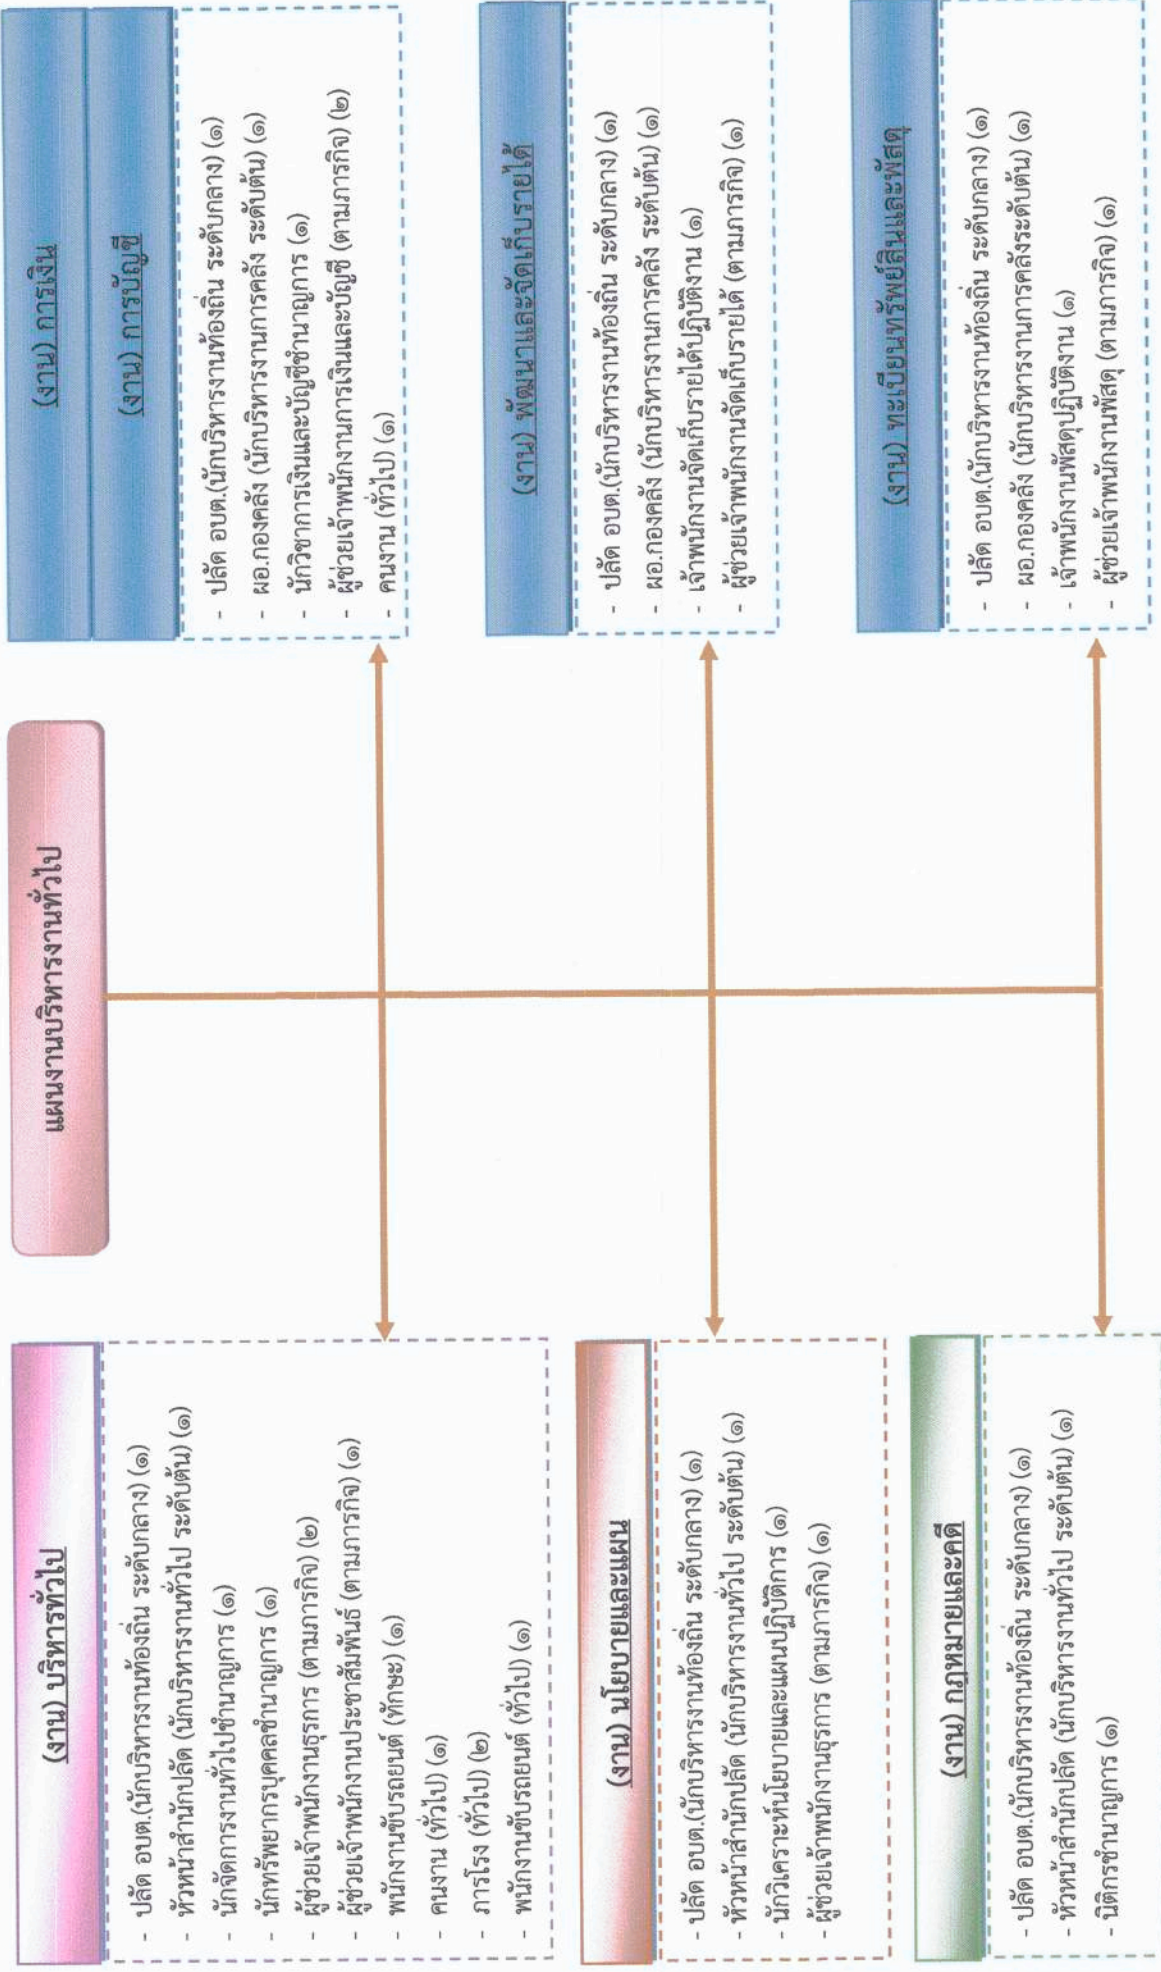 แผนงานบริหารงานทั่วไป
(งาน) บริหารทั่วไป
- ปลัด อบต.(นักบริหารงานท้องถิ่น ระดับกลาง) (๑)
- หัวหน้าสำนักปลัด (นักบริหารงานทั่วไป ระดับต้น) (๑)
- นักจัดการงานทั่วไปชำนาญการ (๑)
- นักทรัพยากรบุคคลชำนาญการ (๑)
- ผู้ช่วยเจ้าพนักงานธุรการ (ตามภารกิจ) (๒)
- ผู้ช่วยเจ้าพนักงานประชาสัมพันธ์ (ตามภารกิจ) (๑)
- พนักงานขับรถยนต์ (ทักษะ) (๑)
- คนงาน (ทั่วไป) (๑)
- ภารโรง (ทั่วไป) (๒)
- พนักงานขับรถยนต์ (ทั่วไป) (๑)
(งาน) นโยบายและแผน
- ปลัด อบต.(นักบริหารงานท้องถิ่น ระดับกลาง) (๑)
- หัวหน้าสำนักปลัด (นักบริหารงานทั่วไป ระดับต้น) (๑)
- นักวิเคราะห์นโยบายและแผนปฏิบัติการ (๑)
- ผู้ช่วยเจ้าพนักงานธุรการ (ตามภารกิจ) (๑)
(งาน) กฎหมายและคดี
- ปลัด อบต.(นักบริหารงานท้องถิ่น ระดับกลาง) (๑)
- หัวหน้าสำนักปลัด (นักบริหารงานทั่วไป ระดับต้น) (๑)
- นิติกรชำนาญการ (๑)
(งาน) การเงิน
(งาน) การบัญชี
- ปลัด อบต.(นักบริหารงานท้องถิ่น ระดับกลาง) (๑)
- ผอ.กองคลัง (นักบริหารงานการคลัง ระดับต้น) (๑)
- นักวิชาการเงินและบัญชีชำนาญการ (๑)
- ผู้ช่วยเจ้าพนักงานการเงินและบัญชี (ตามภารกิจ) (๒)
- คนงาน (ทั่วไป) (๑)
(งาน) พัฒนาและจัดเก็บรายได้
- ปลัด อบต.(นักบริหารงานท้องถิ่น ระดับกลาง) (๑)
- ผอ.กองคลัง (นักบริหารงานการคลัง ระดับต้น) (๑)
- เจ้าพนักงานจัดเก็บรายได้ปฏิบัติงาน (๑)
- ผู้ช่วยเจ้าพนักงานจัดเก็บรายได้ (ตามภารกิจ) (๑)
(งาน) ทะเบียนทรัพย์สินและพัสดุ
- ปลัด อบต.(นักบริหารงานท้องถิ่น ระดับกลาง) (๑)
- ผอ.กองคลัง (นักบริหารงานการคลังระดับต้น) (๑)
- เจ้าพนักงานพัสดุปฏิบัติงาน (๑)
- ผู้ช่วยเจ้าพนักงานพัสดุ (ตามภารกิจ) (๑)